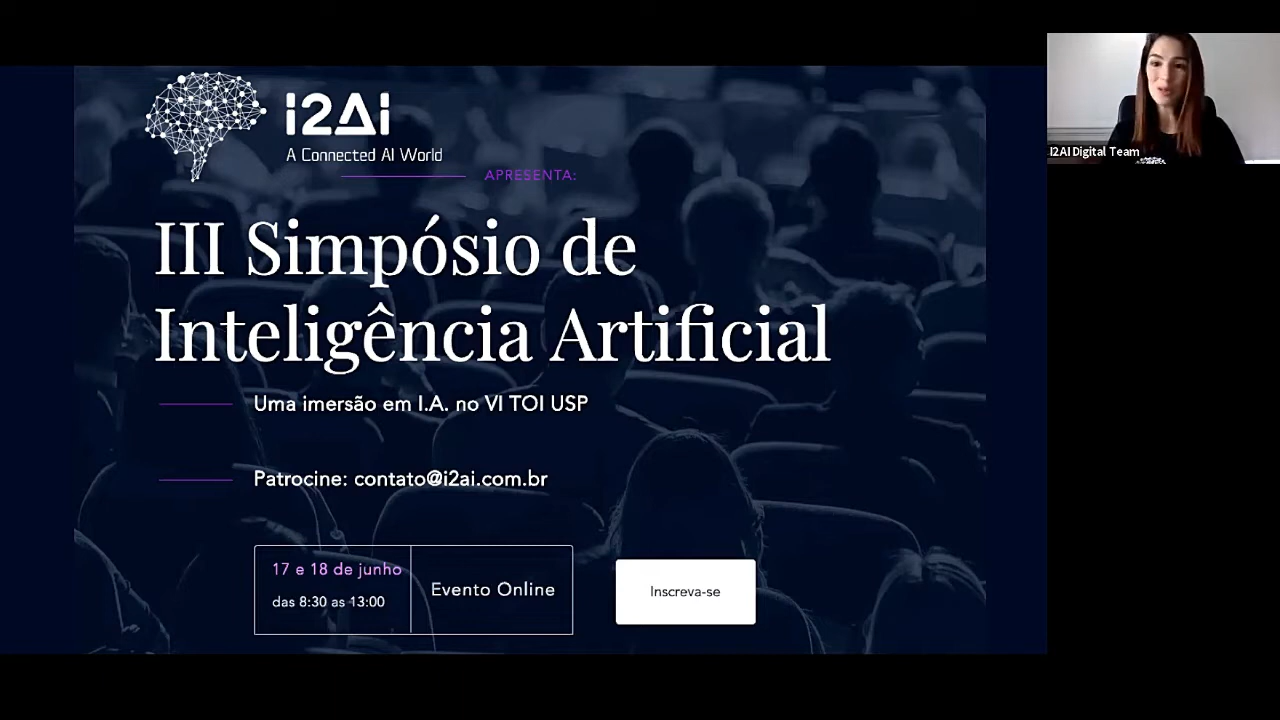 i2Ai
A Connected AI World
APRESENTA:
III Simpósio de
Inteligência Artificial
Uma imersão em I.A. no VI TOI USP
Patrocine: contato@i2ai.com.br
17 e 18 de junho
das 8:30 as 13:00
Evento Online
Inscreva-se
I2AI Digital Team